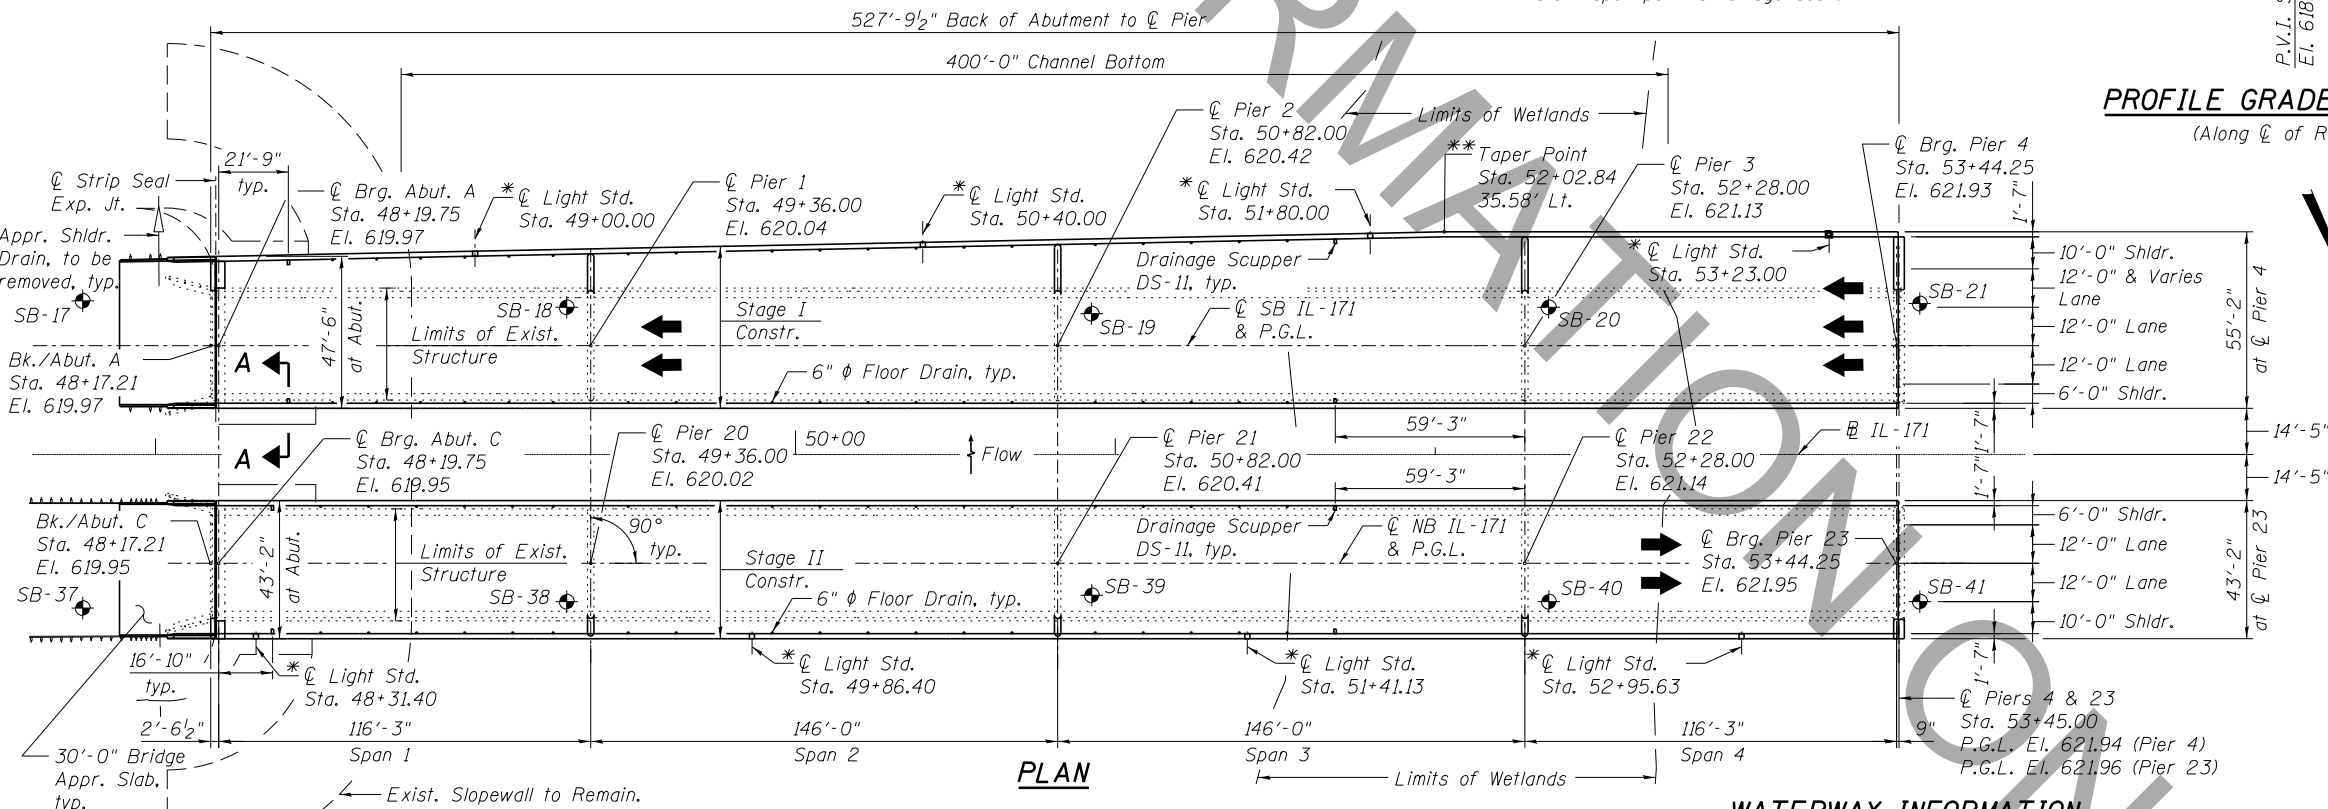 527'-9½" Back of Abutment to ℄ Pier
400'-0" Channel Bottom
P.V.I.
El. 618
PROFILE GRADE
(Along ℄ of R
Limits of Wetlands
℄ Pier 2
Sta. 50+82.00
El. 620.42
** Taper Point
Sta. 52+02.84
35.58' Lt.
℄ Pier 3
Sta. 52+28.00
El. 621.13
℄ Brg. Pier 4
Sta. 53+44.25
El. 621.93
1'-7"
21'-9"
typ.
℄ Strip Seal
Exp. Jt.
℄ Brg. Abut. A
Sta. 48+19.75
El. 619.97
* ℄ Light Std.
Sta. 49+00.00
℄ Pier 1
Sta. 49+36.00
El. 620.04
* ℄ Light Std.
Sta. 50+40.00
* ℄ Light Std.
Sta. 51+80.00
* ℄ Light Std.
Sta. 53+23.00
Appr. Shldr.
Drain, to be
removed, typ.
Drainage Scupper
DS-11, typ.
10'-0" Shldr.
12'-0" & Varies
Lane
12'-0" Lane
12'-0" Lane
6'-0" Shldr.
55'-2"
at ℄ Pier 4
SB-17
SB-18
SB-19
SB-20
SB-21
47'-6"
at Abut.
Limits of Exist.
Structure
Stage I
Constr.
℄ SB IL-171
& P.G.L.
Bk./Abut. A
Sta. 48+17.21
El. 619.97
A
6" ϕ Floor Drain, typ.
59'-3"
A
℄ Brg. Abut. C
Sta. 48+19.75
El. 619.95
℄ Pier 20
Sta. 49+36.00
El. 620.02
50+00
Flow
℄ Pier 21
Sta. 50+82.00
El. 620.41
59'-3"
℄ Pier 22
Sta. 52+28.00
El. 621.14
IL-171
1'-7"
1'-7"
14'-5"
14'-5"
Bk./Abut. C
Sta. 48+17.21
El. 619.95
43'-2"
at Abut.
Limits of Exist.
Structure
90°
typ.
Stage II
Constr.
Drainage Scupper
DS-11, typ.
℄ NB IL-171
& P.G.L.
℄ Brg. Pier 23
Sta. 53+44.25
El. 621.95
6'-0" Shldr.
12'-0" Lane
12'-0" Lane
10'-0" Shldr.
43'-2"
at ℄ Pier 23
SB-37
SB-38
SB-39
SB-40
SB-41
6" ϕ Floor Drain, typ.
16'-10"
typ.
* ℄ Light Std.
Sta. 48+31.40
* ℄ Light Std.
Sta. 49+86.40
* ℄ Light Std.
Sta. 51+41.13
* ℄ Light Std.
Sta. 52+95.63
1'-7"
℄ Piers 4 & 23
Sta. 53+45.00
P.G.L. El. 621.94 (Pier 4)
P.G.L. El. 621.96 (Pier 23)
2'-6½"
116'-3"
Span 1
146'-0"
Span 2
146'-0"
Span 3
116'-3"
Span 4
9"
30'-0" Bridge
Appr. Slab,
typ.
PLAN
Limits of Wetlands
Exist. Slopewall to Remain.
WATERWAY INFORMATION
RMATION ON